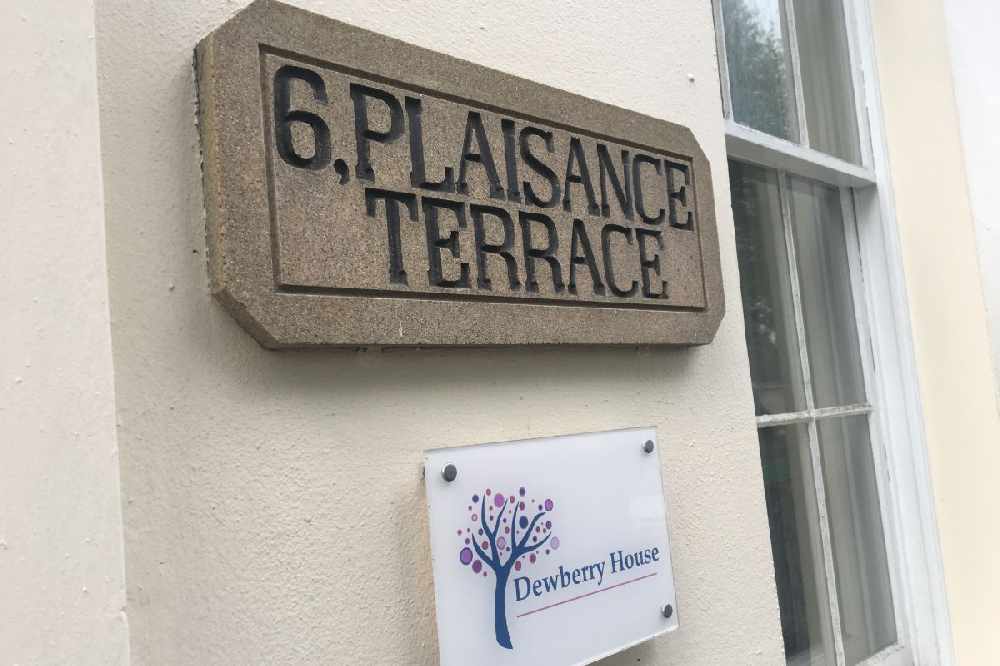 6, PLAISANCE
TERRACE
Dewberry House